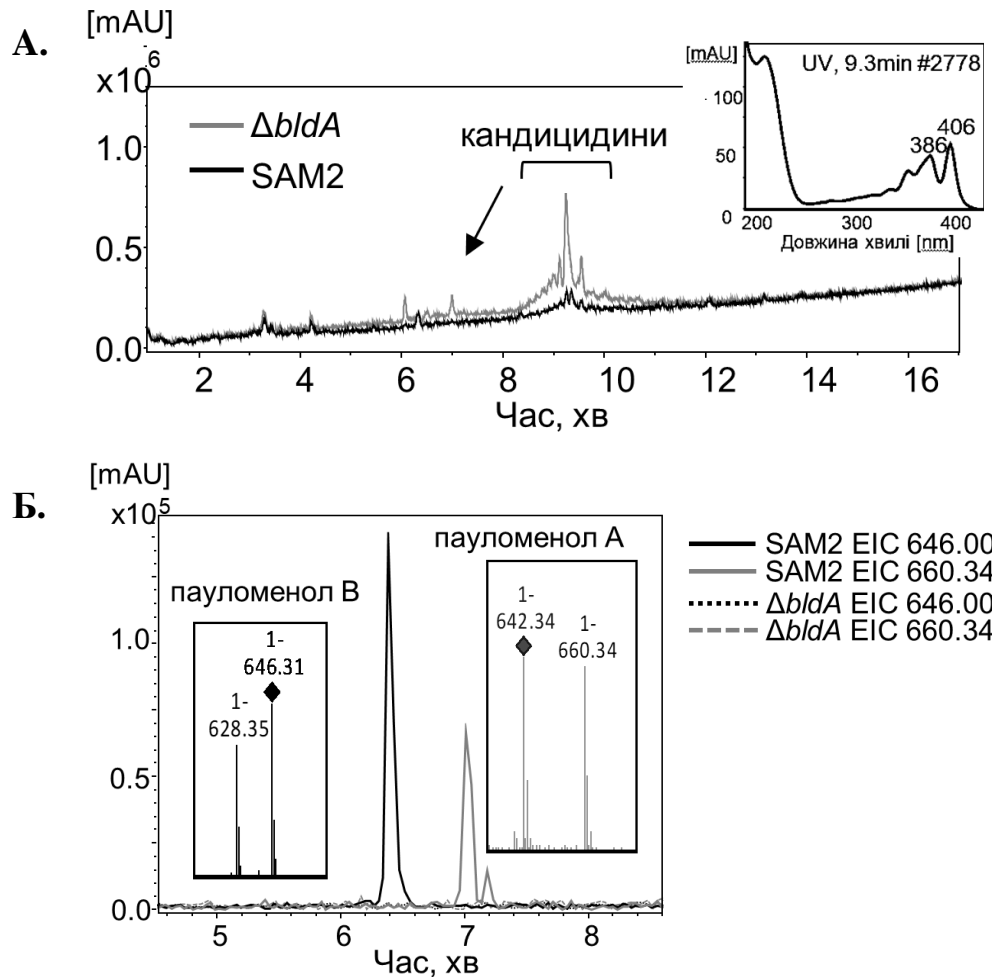 А.
[mAU]
x10⁻⁶
1.0
0.5
0.0
ΔbldA
SAM2
кандицидини
2 4 6 8 10 12 14 16
Час, хв
[mAU]
UV, 9.3min #2778
100
50
0
386
406
200 300 400
Довжина хвилі [nm]
Б.
[mAU]
x10⁵
1.0
0.5
0.0
пауломенол B
1-
646.31
1-
628.35
пауломенол A
1-
642.34
1-
660.34
5 6 7 8
Час, хв
SAM2 EIC 646.00
SAM2 EIC 660.34
ΔbldA EIC 646.00
ΔbldA EIC 660.34